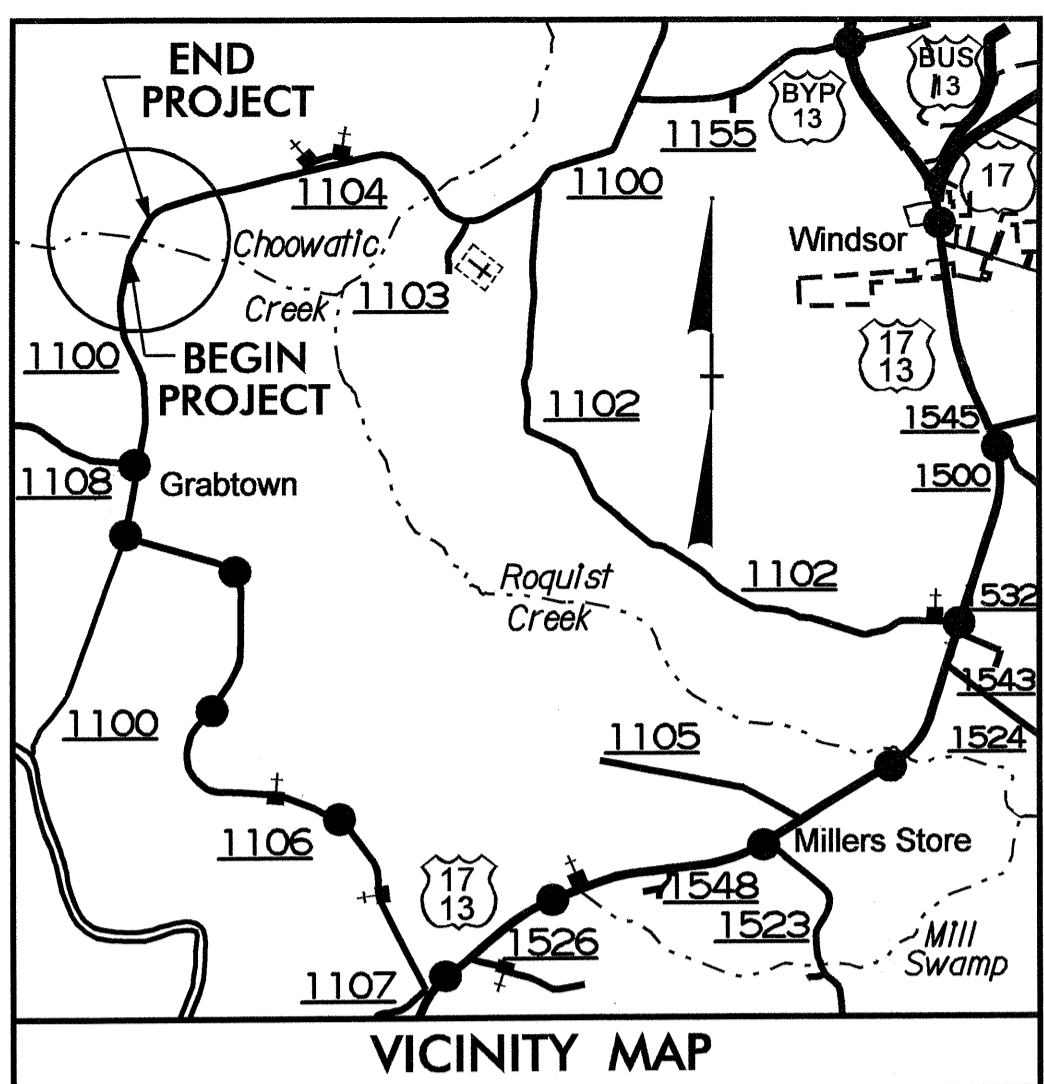 END
PROJECT
BUS
13
BYP
13
1155
17
1104
1100
Windsor
Choowatic
Creek
1103
17
13
1100
BEGIN
PROJECT
1102
1545
1108
Grabtown
1500
Roquist
Creek
1102
1532
1543
1100
1105
1524
1106
Millers Store
17
13
1548
1523
1526
Mill
Swamp
1107
VICINITY MAP